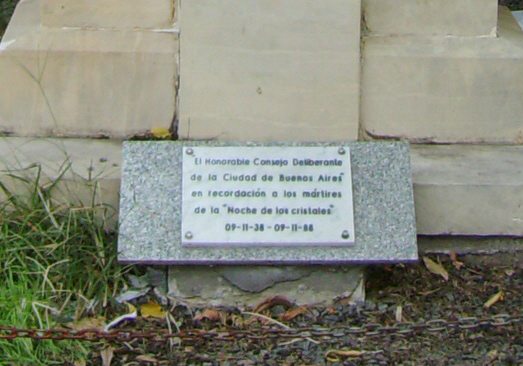 El Honorable Consejo Deliberante
de la Ciudad de Buenos Aires
en recordación a los mártires
de la "Noche de los cristales"
09-11-38 - 09-11-88